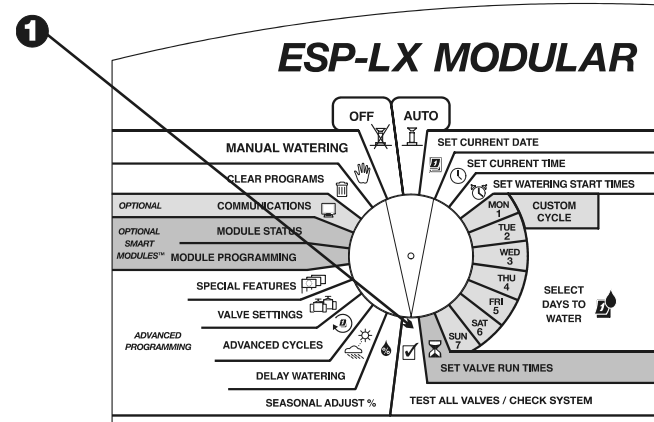 1
ESP-LX MODULAR
OFF
AUTO
MANUAL WATERING
SET CURRENT DATE
CLEAR PROGRAMS
SET CURRENT TIME
SET WATERING START TIMES
OPTIONAL
COMMUNICATIONS
MON
1
CUSTOM
CYCLE
OPTIONAL
SMART
MODULES™
MODULE STATUS
MODULE PROGRAMMING
TUE
2
WED
3
THU
4
FRI
5
SAT
6
SUN
7
SELECT
DAYS TO
WATER
ADVANCED
PROGRAMMING
SPECIAL FEATURES
VALVE SETTINGS
ADVANCED CYCLES
DELAY WATERING
SEASONAL ADJUST %
SET VALVE RUN TIMES
TEST ALL VALVES / CHECK SYSTEM